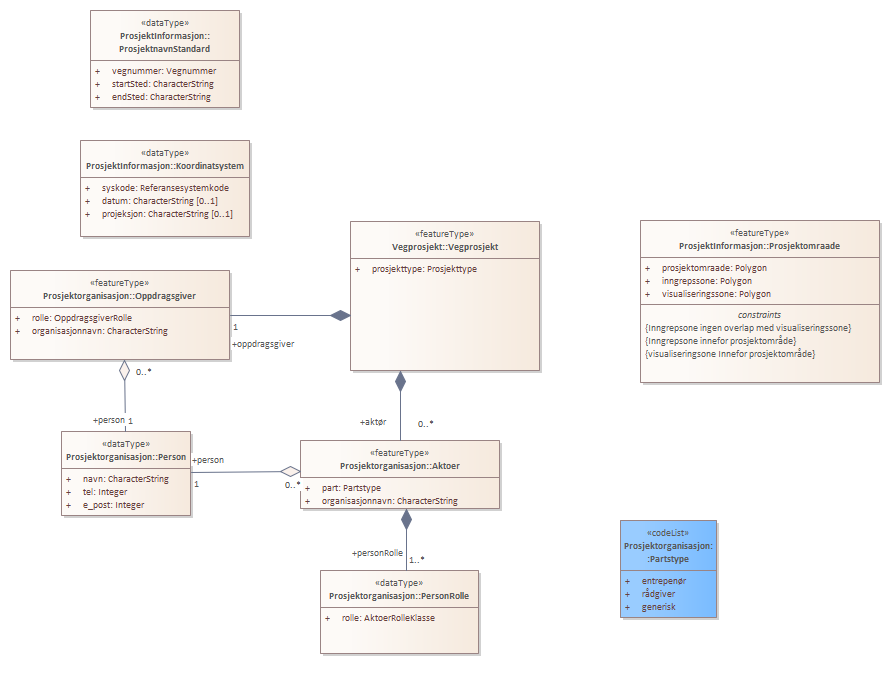 «dataType»
ProsjektInformasjon::
ProsjektnavnStandard
+ vegnummer: Vegnummer
+ startSted: CharacterString
+ endSted: CharacterString
«dataType»
ProsjektInformasjon::Koordinatsystem
+ syskode: Referansesystemkode
+ datum: CharacterString [0..1]
+ projeksjon: CharacterString [0..1]
«featureType»
Vegprosjekt::Vegprosjekt
+ prosjekttype: Prosjekttype
«featureType»
ProsjektInformasjon::Prosjektomraade
+ prosjektomraade: Polygon
+ inngrepssone: Polygon
+ visualiseringssone: Polygon
constraints
{Inngrepsone ingen overlap med visualiseringssone}
{Inngrepsone innefor prosjektområde}
{visualiseringsone Innefor prosjektområde}
«featureType»
Prosjektorganisasjon::Oppdragsgiver
+ rolle: OppdragsgiverRolle
+ organisasjonnavn: CharacterString
1
+oppdragsgiver
0..*
+person 1
+aktør 0..*
«dataType»
Prosjektorganisasjon::Person
+ navn: CharacterString
+ tel: Integer
+ e_post: Integer
+person
1
0..*
«featureType»
Prosjektorganisasjon::Aktoer
+ part: Partstype
+ organisasjonnavn: CharacterString
+personRolle
1..*
«dataType»
Prosjektorganisasjon::PersonRolle
+ rolle: AktoerRolleKlasse
«codeList»
Prosjektorganisasjon:
:Partstype
+ entrepenør
+ rådgiver
+ generisk